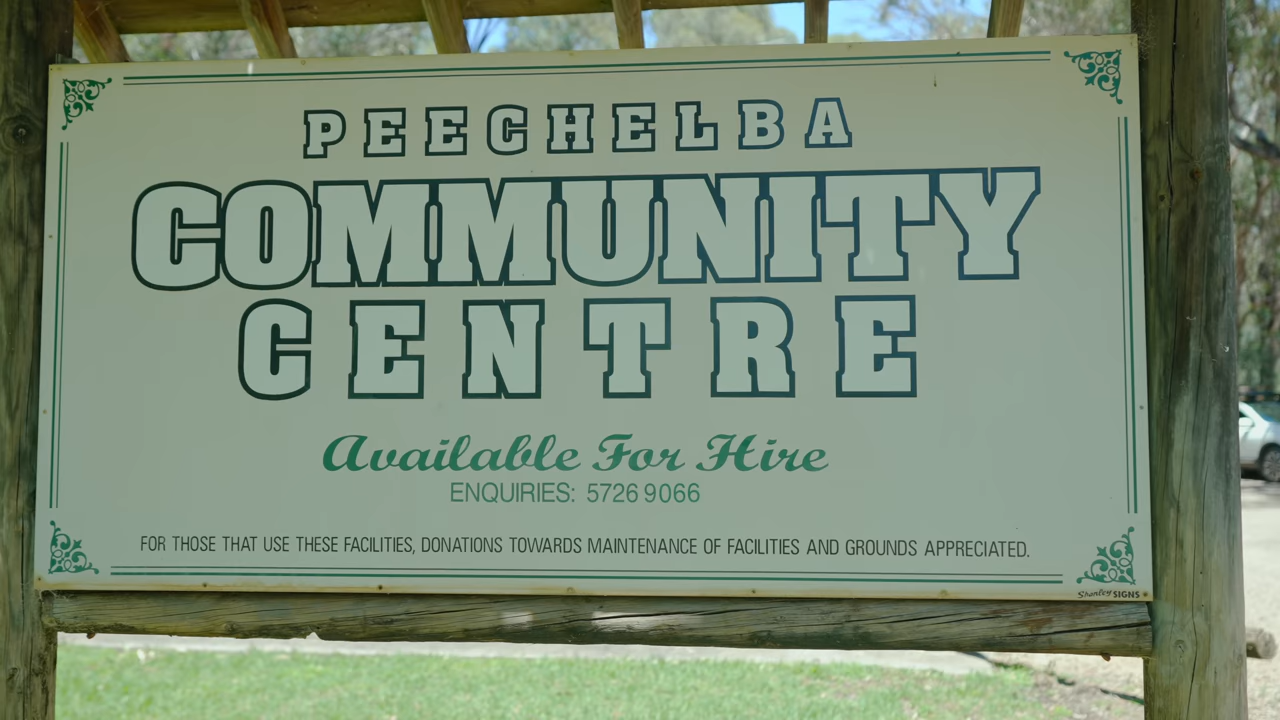 PEECHELBA
COMMUNITY
CENTRE
Available For Hire
ENQUIRIES: 5726 9066
FOR THOSE THAT USE THESE FACILITIES, DONATIONS TOWARDS MAINTENANCE OF FACILITIES AND GROUNDS APPRECIATED.
SIGNS